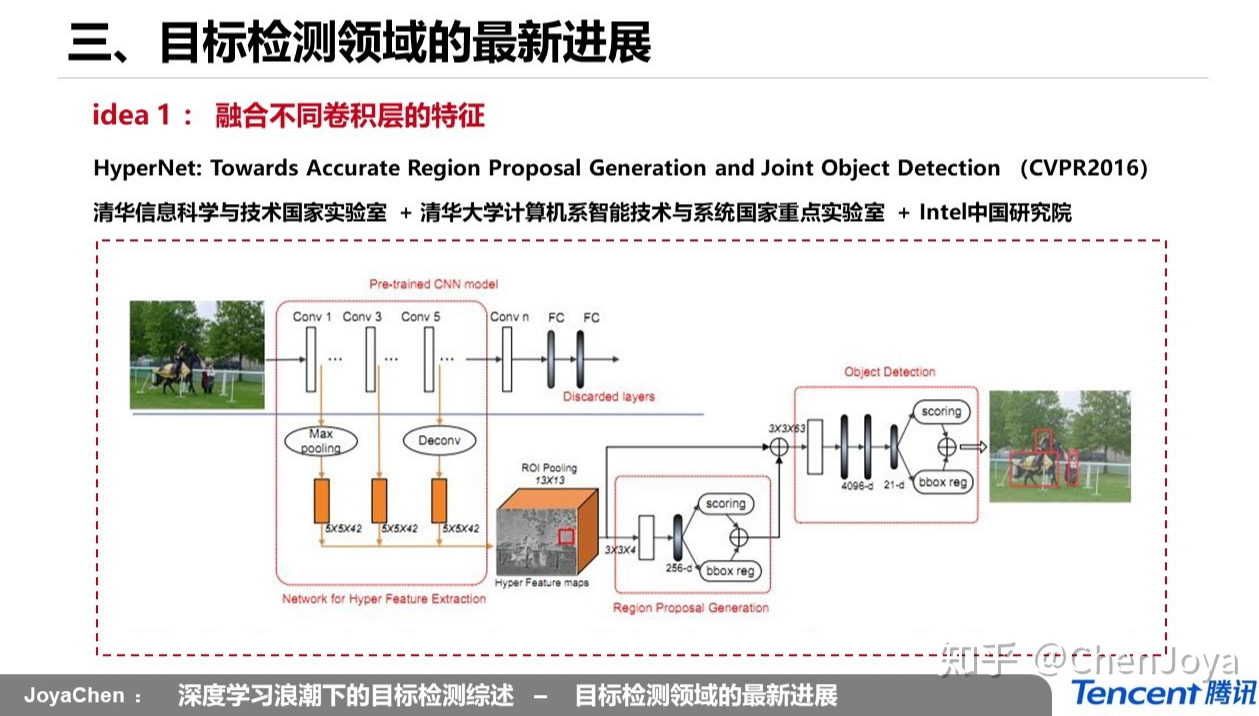 三、目标检测领域的最新进展
idea 1： 融合不同卷积层的特征
HyperNet: Towards Accurate Region Proposal Generation and Joint Object Detection （CVPR2016）
清华信息科学与技术国家实验室 + 清华大学计算机系智能技术与系统国家重点实验室 + Intel中国研究院
Pre-trained CNN model
Conv 1 Conv 3 Conv 5 Conv n FC FC
... ... ...
Discarded layers
Max pooling
Deconv
5X5X42 5X5X42 5X5X42
Network for Hyper Feature Extraction
ROI Pooling
13X13
Hyper Feature maps
3X3X4
256-d
scoring
bbox reg
Region Proposal Generation
Object Detection
3X3X63
4096-d 21-d
scoring
bbox reg
知乎 @ChenJoya
JoyaChen ： 深度学习浪潮下的目标检测综述 – 目标检测领域的最新进展
Tencent 腾讯